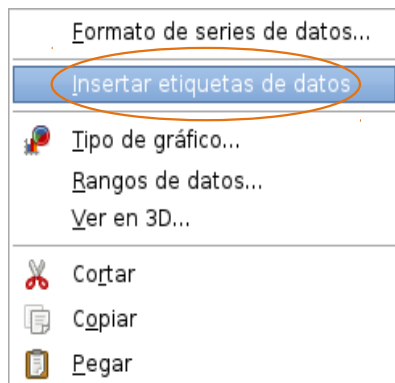 Formato de series de datos...
Insertar etiquetas de datos
Tipo de gráfico...
Rangos de datos...
Ver en 3D...
Cortar
Copiar
Pegar